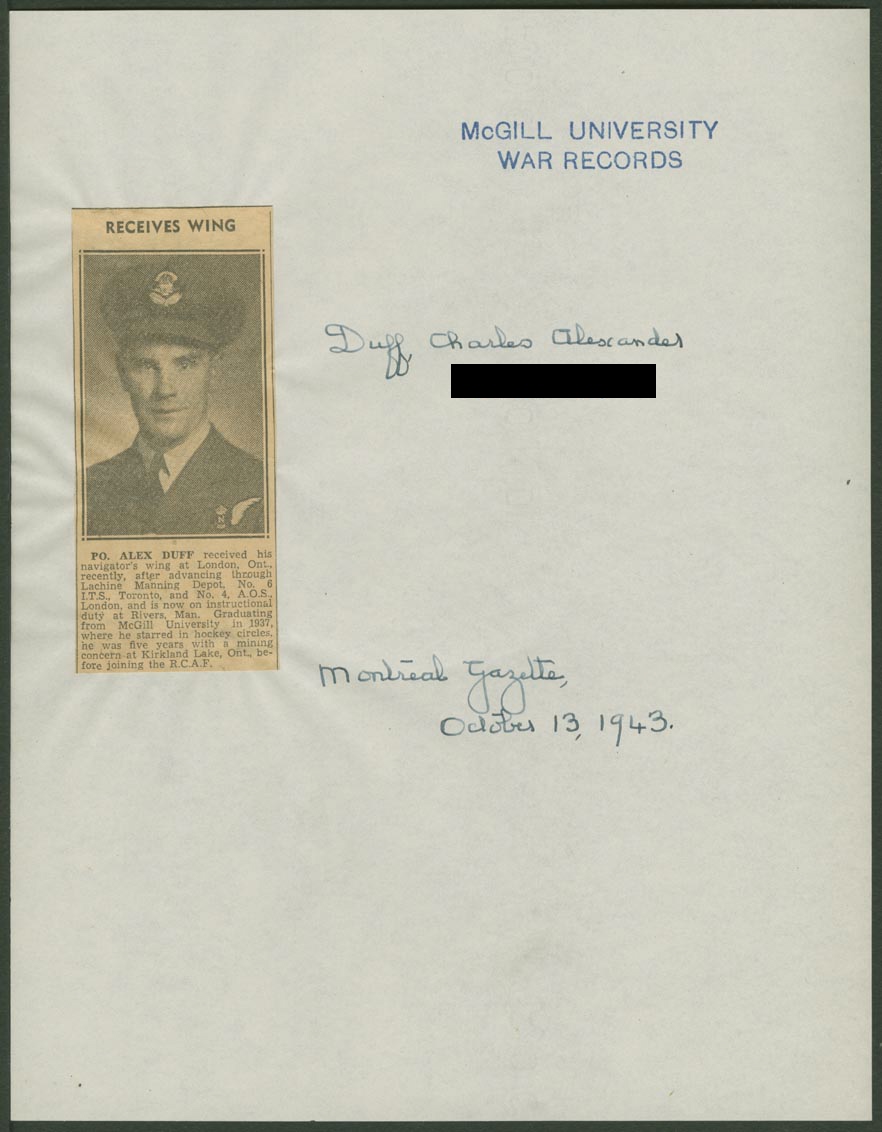 McGILL UNIVERSITY
WAR RECORDS
RECEIVES WING
Duff, Charles Alexander
PO. ALEX DUFF received his
navigator's wing at London, Ont.,
recently, after advancing through
Lachine Manning Depot, No. 6
I.T.S., Toronto, and No. 4, A.O.S.,
London, and is now on instructional
duty at Rivers, Man. Graduating
from McGill University in 1937,
where he starred in hockey circles,
he was five years with a mining
concern at Kirkland Lake, Ont., be-
fore joining the R.C.A.F.
Montreal Gazette,
October 13, 1943.